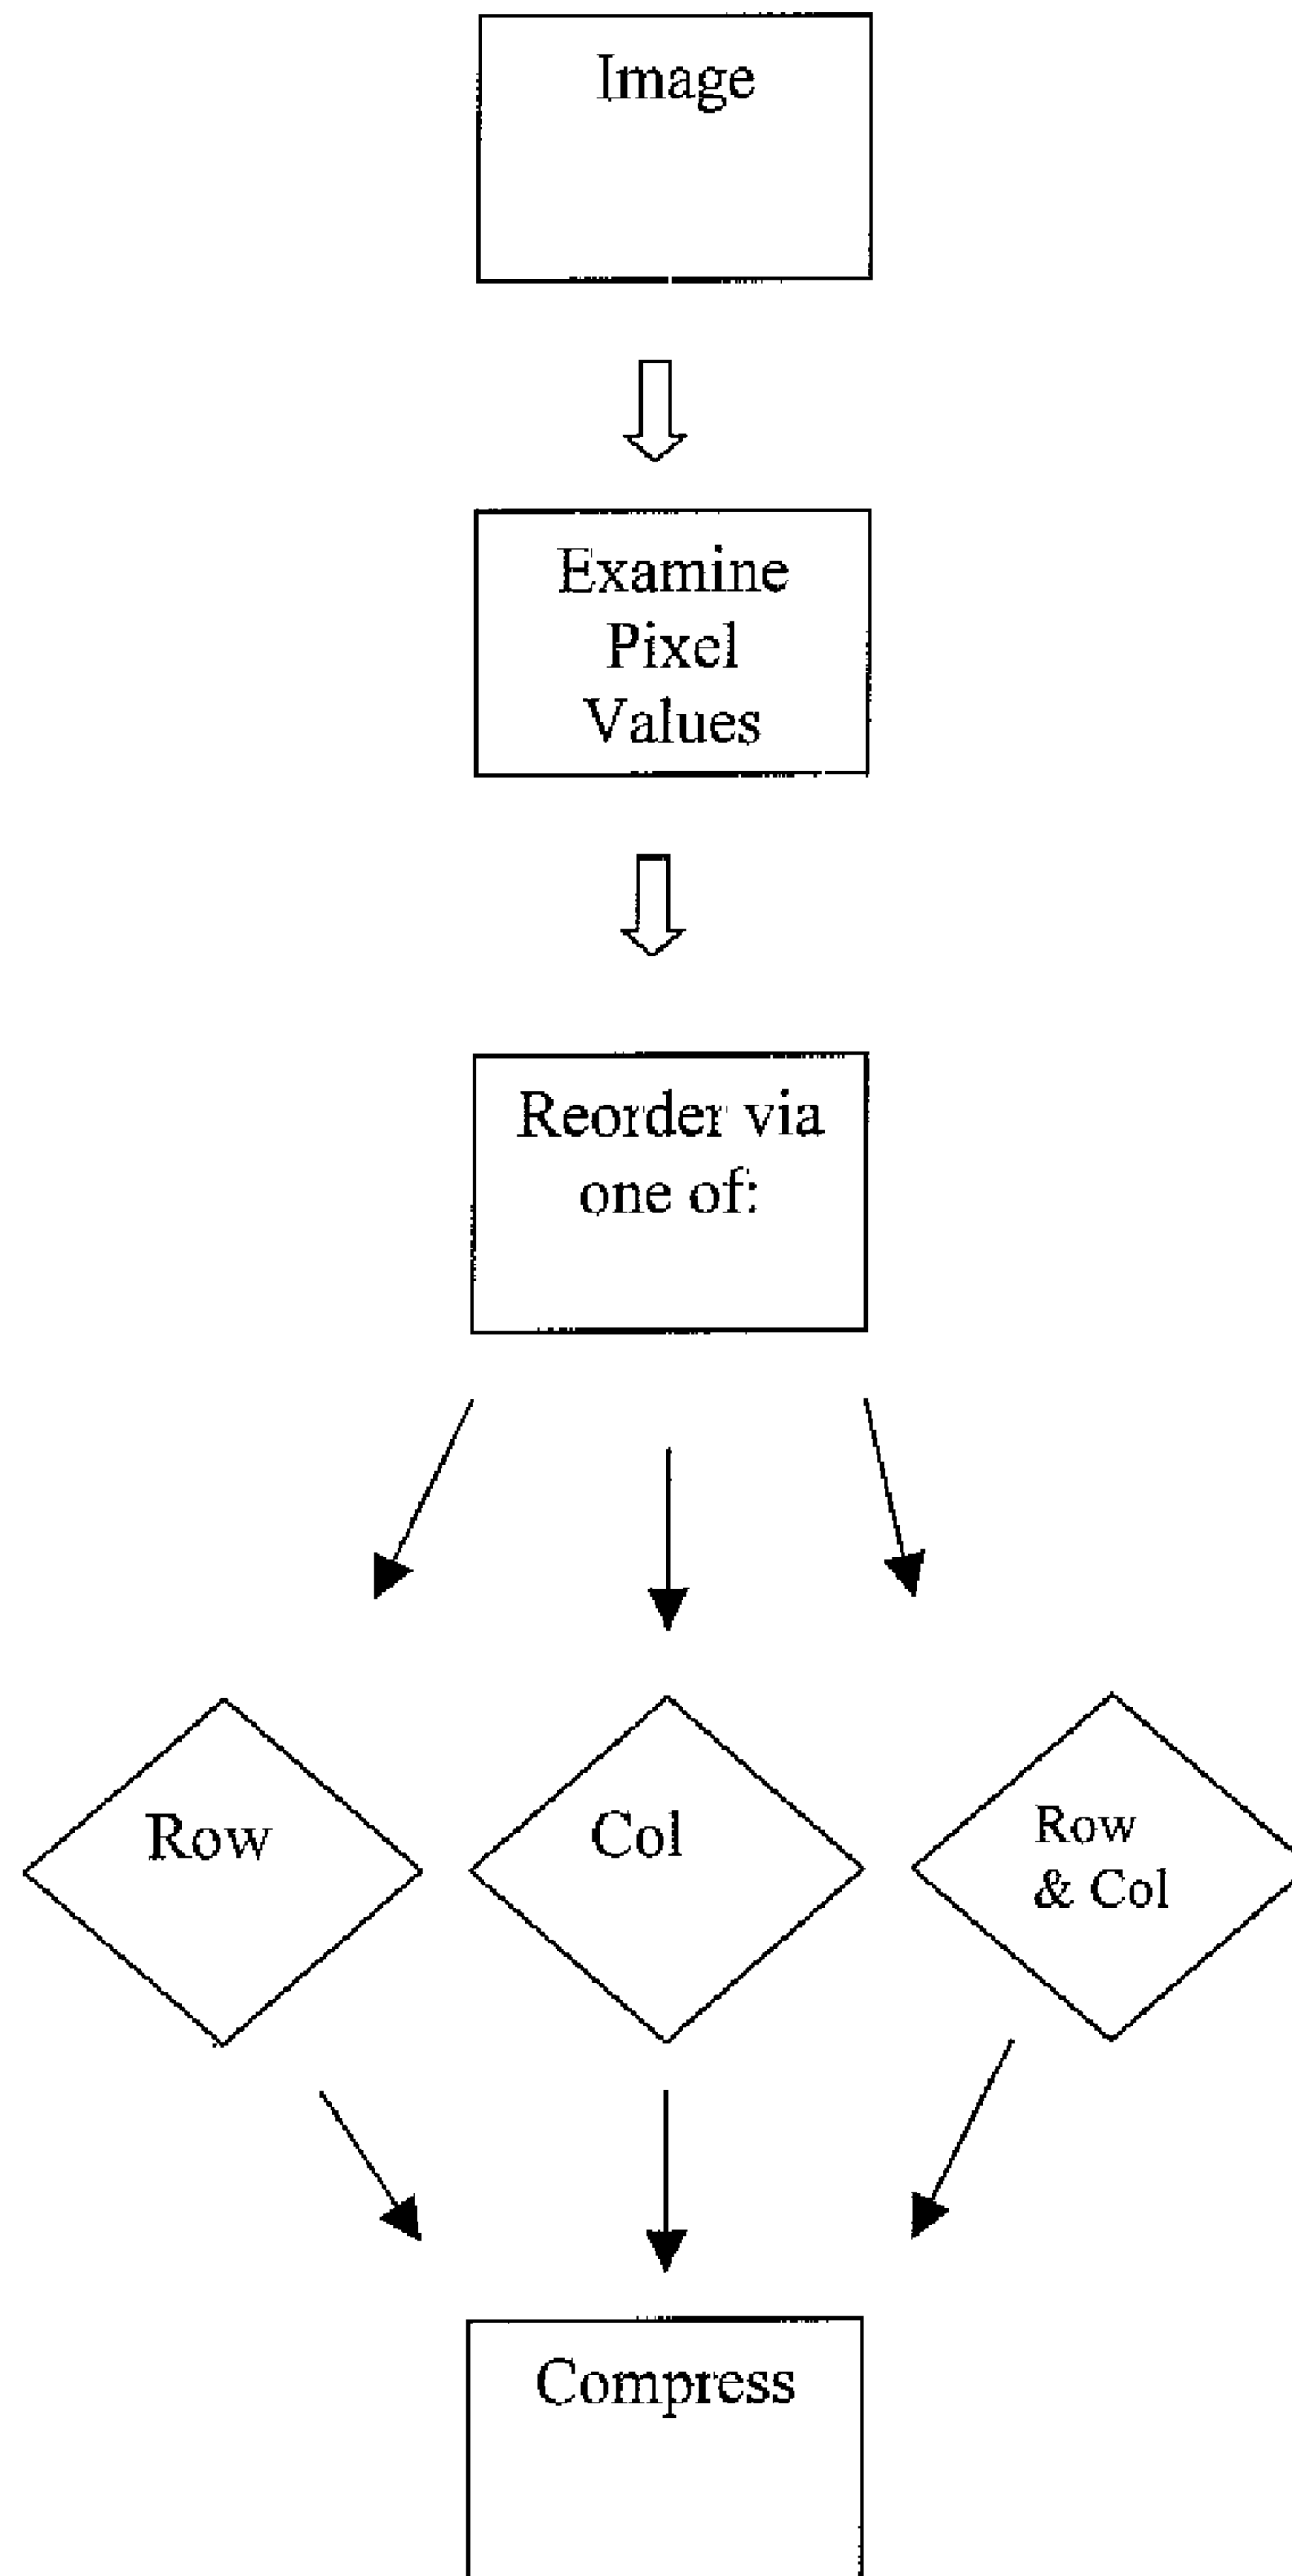 Image
Examine
Pixel
Values
Reorder via
one of:
Row
Col
Row
& Col
Compress